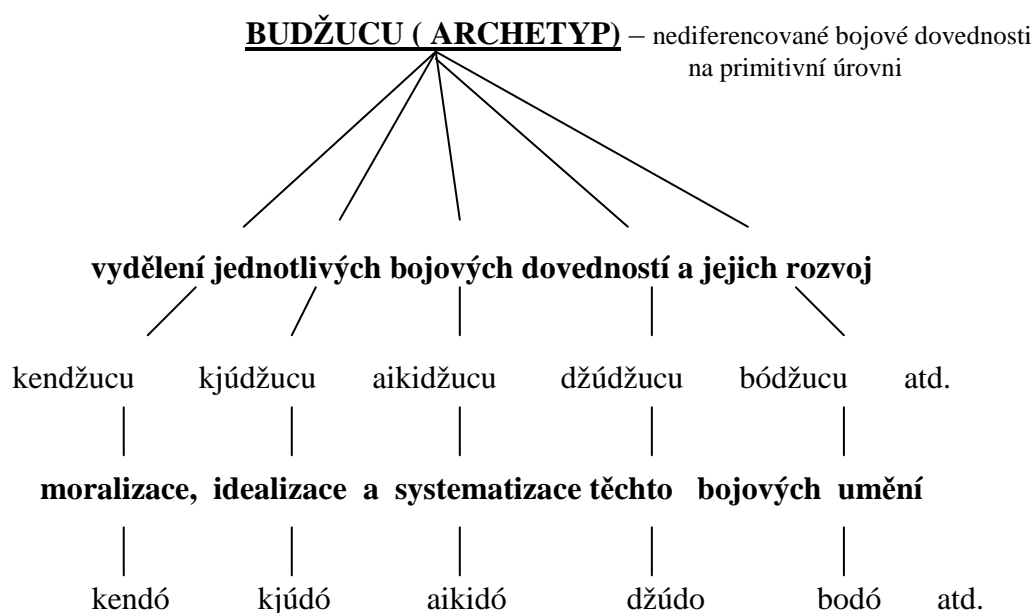 BUDŽUCU ( ARCHETYP) – nediferencované bojové dovednosti
na primitivní úrovni
vydělení jednotlivých bojových dovedností a jejich rozvoj
kendžucu kjúdžucu aikidžucu džúdžucu bódžucu atd.
moralizace, idealizace a systematizace těchto bojových umění
kendó kjúdó aikidó džúdo bodó atd.